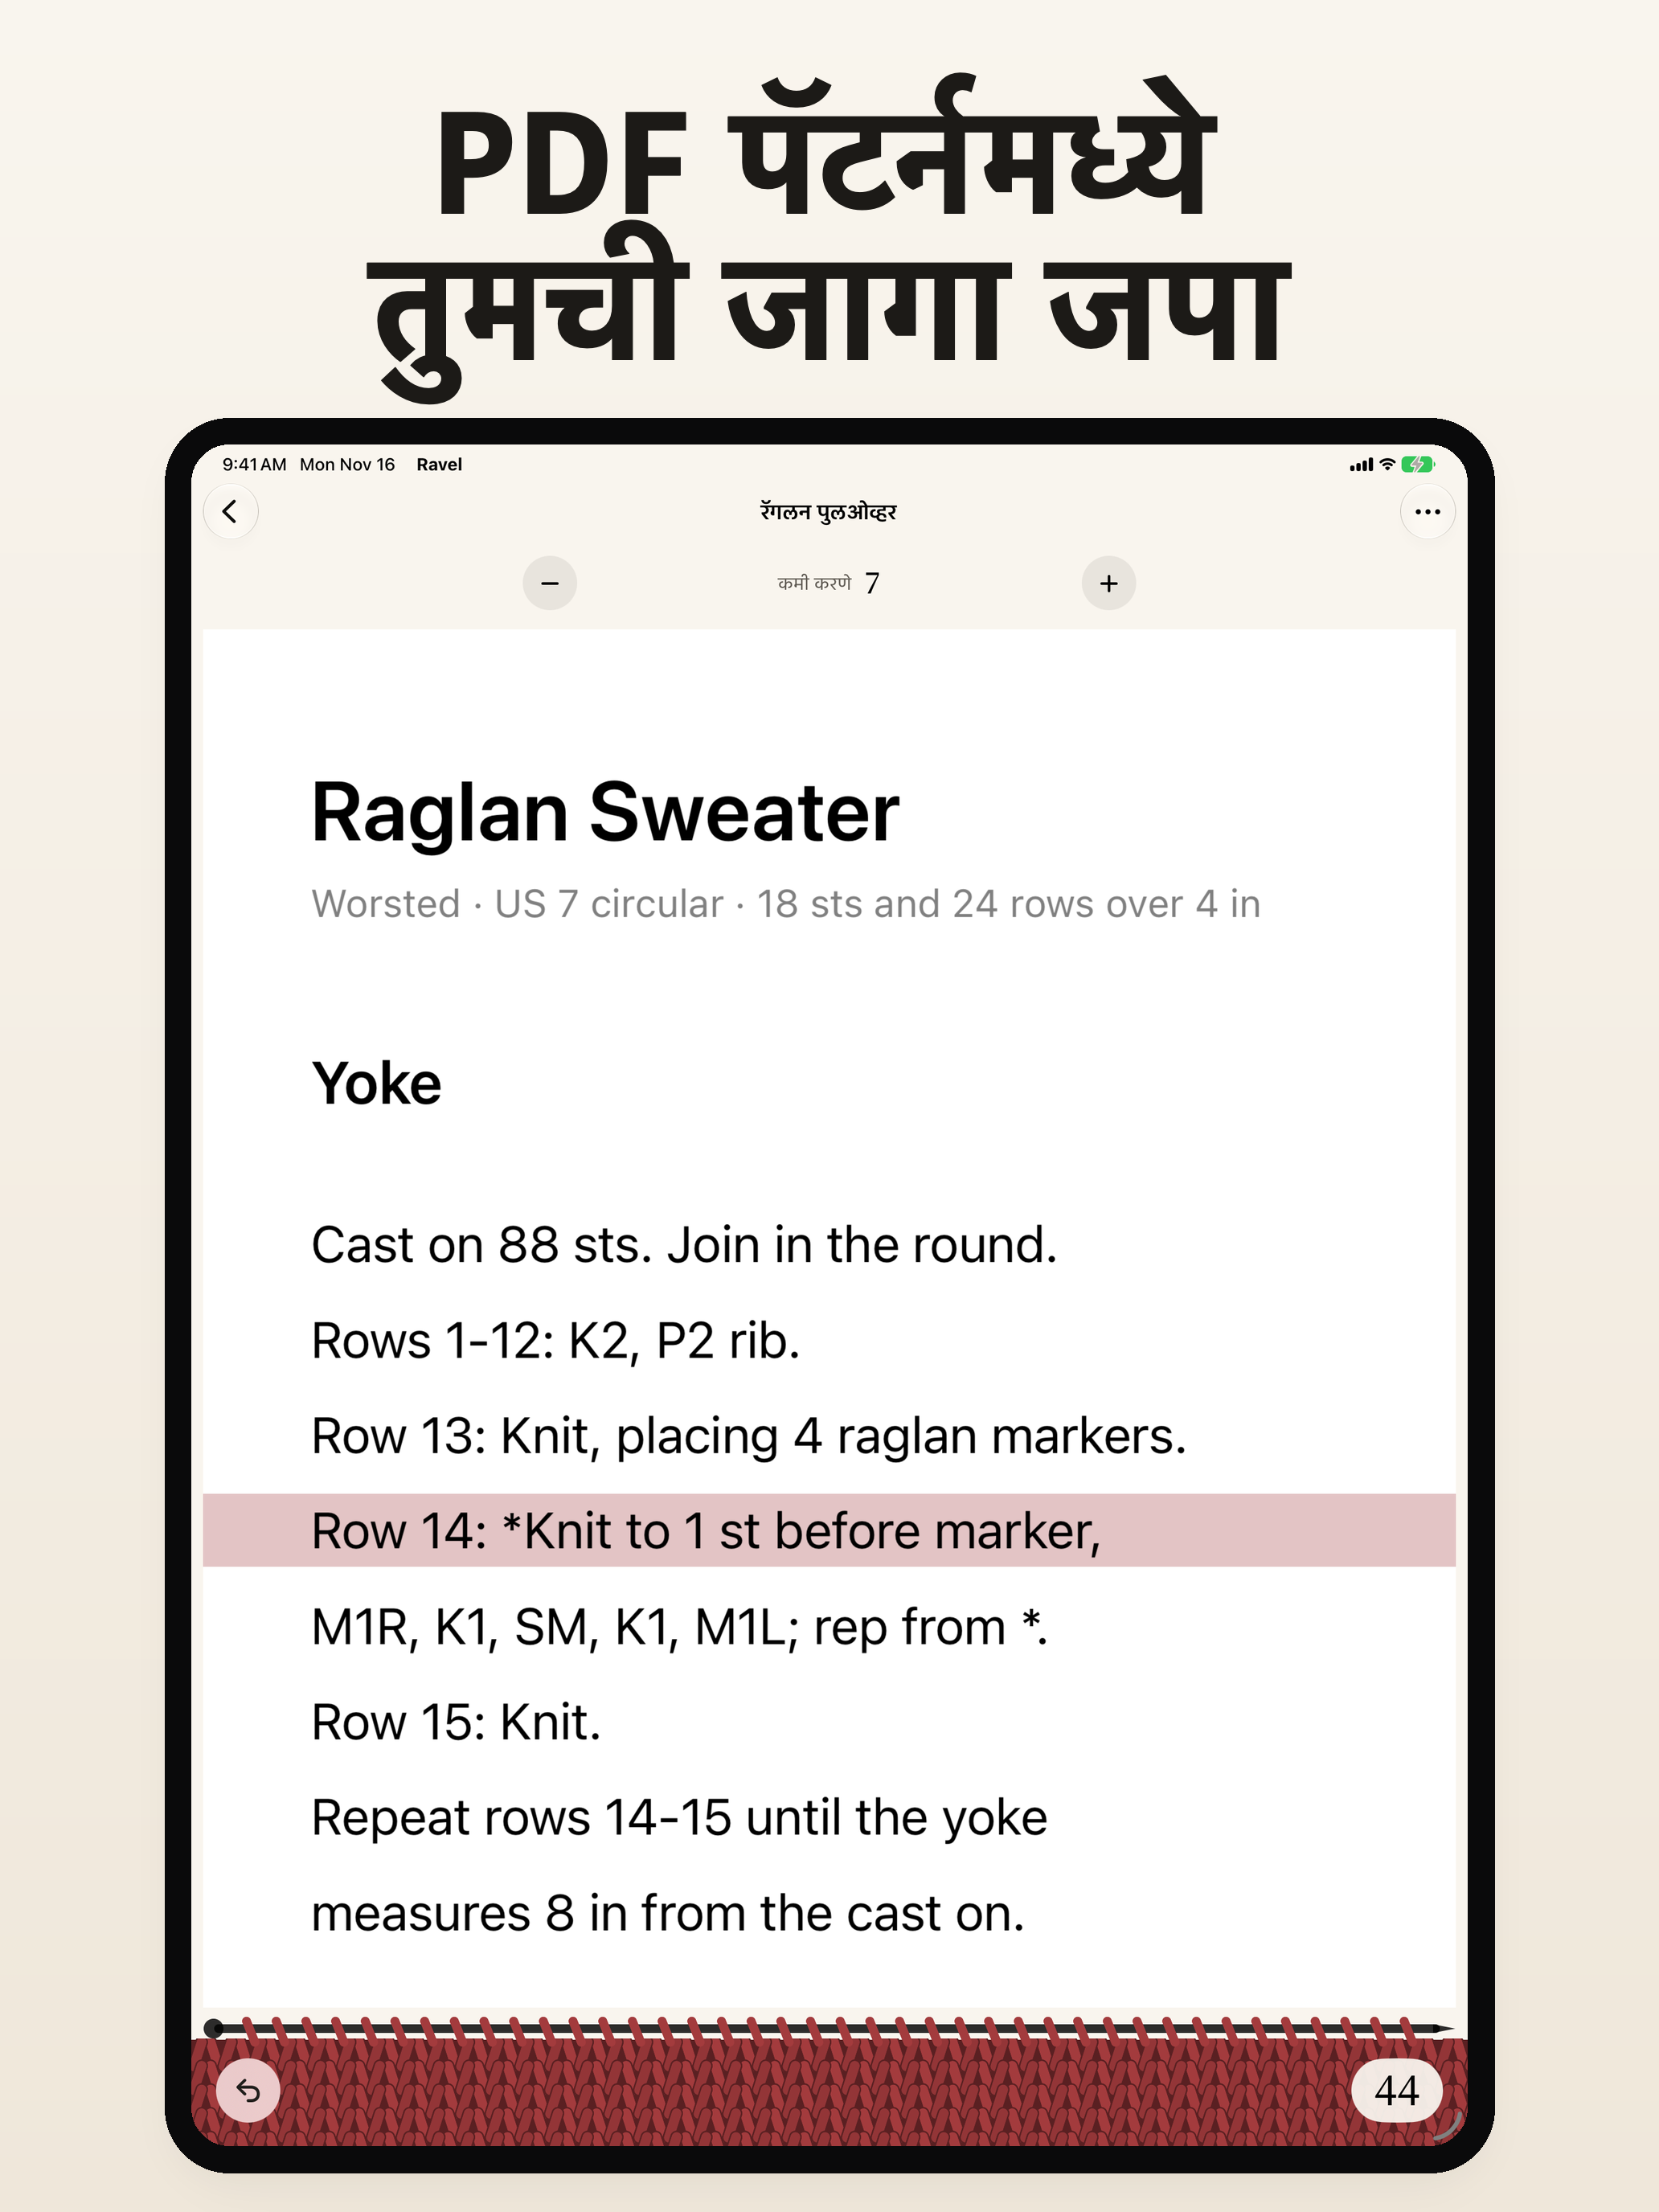 PDF पॅटर्नमध्ये
तुमची जागा जपा
9:41 AM Mon Nov 16 Ravel
रॅगलन पुलओव्हर
कमी करणे 7
Raglan Sweater
Worsted · US 7 circular · 18 sts and 24 rows over 4 in
Yoke
Cast on 88 sts. Join in the round.
Rows 1-12: K2, P2 rib.
Row 13: Knit, placing 4 raglan markers.
Row 14: *Knit to 1 st before marker,
M1R, K1, SM, K1, M1L; rep from *.
Row 15: Knit.
Repeat rows 14-15 until the yoke
measures 8 in from the cast on.
44